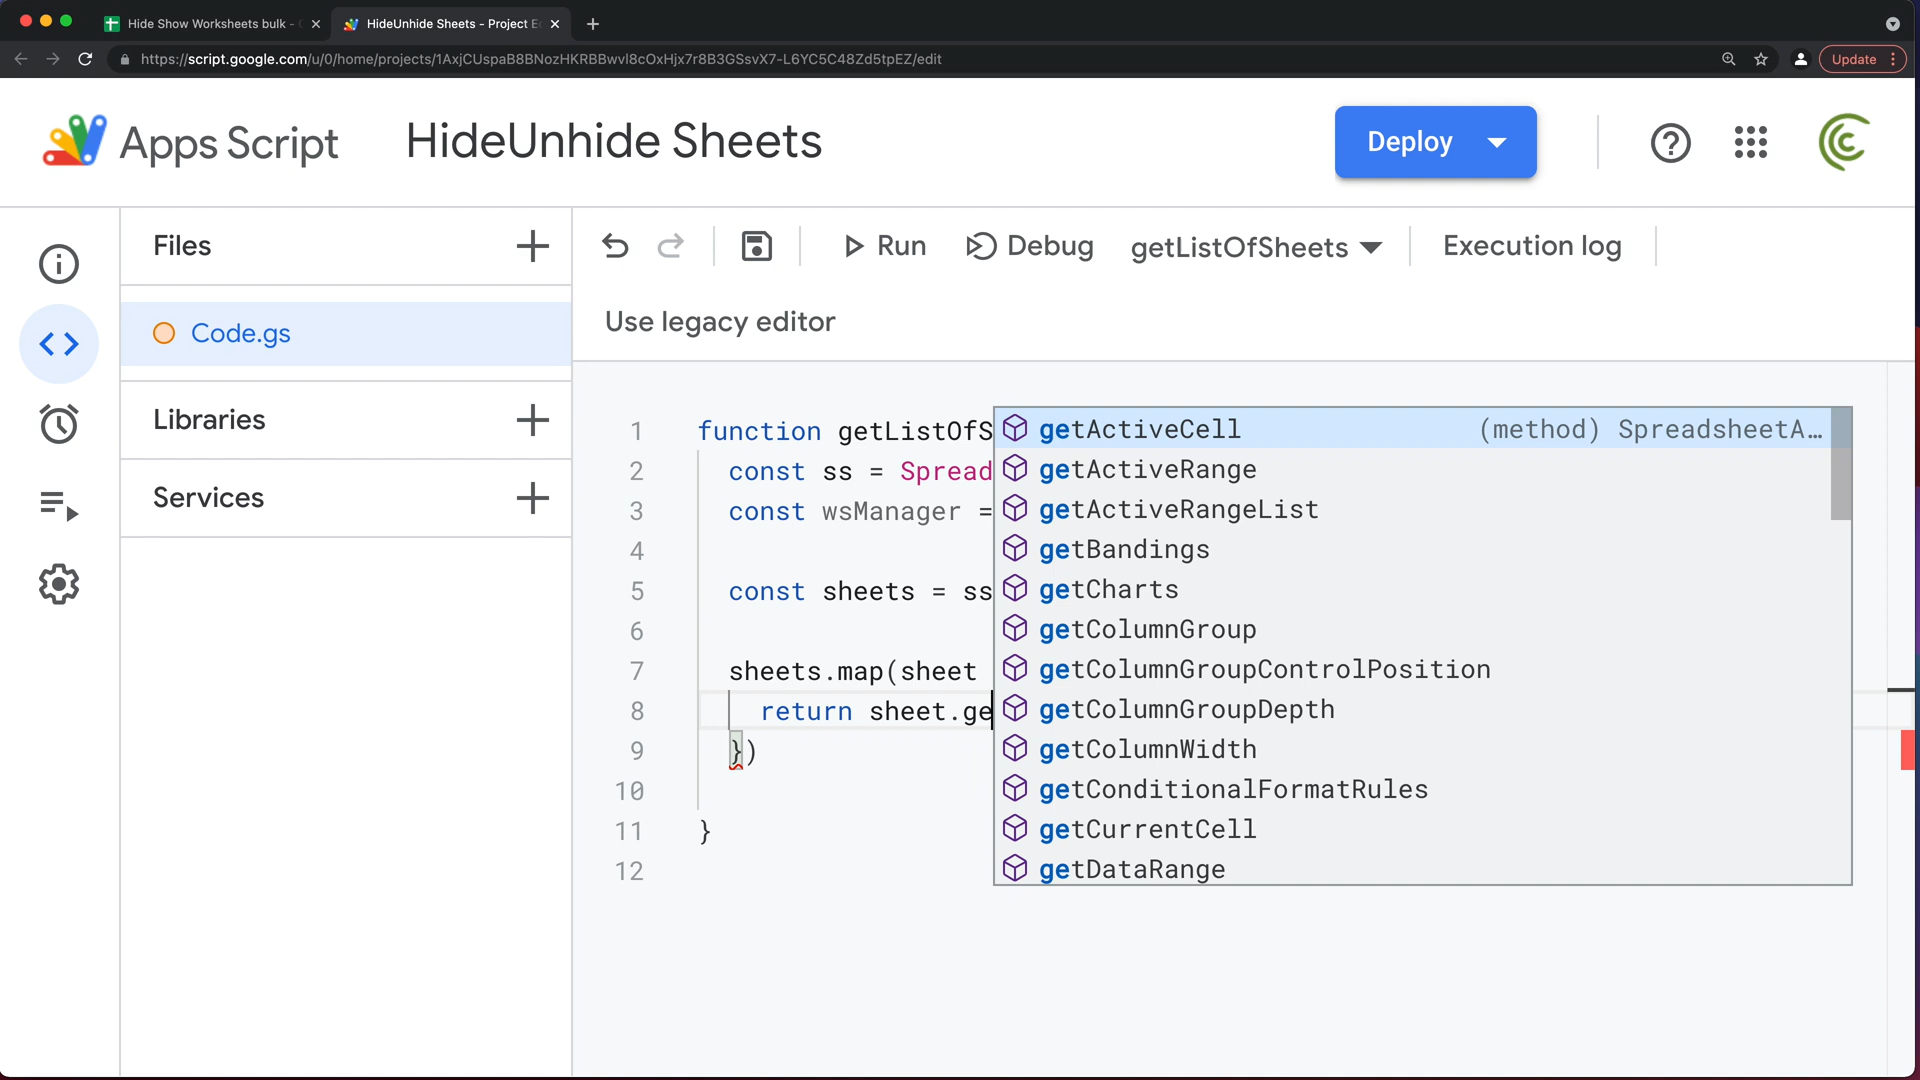 Hide Show Worksheets bulk -
HideUnhide Sheets - Project E
https://script.google.com/u/0/home/projects/1AxjCUspaB8BNozHKRBBwvl8cOxHjx7r8B3GSsvX7-L6YC5C48Zd5tpEZ/edit
Update
Apps Script
HideUnhide Sheets
Deploy
Files
Run
Debug
getListOfSheets
Execution log
Use legacy editor
Code.gs
Libraries
Services
1 function getListOfS
2 const ss = Spread
3 const wsManager =
4
5 const sheets = ss
6
7 sheets.map(sheet
8 return sheet.ge
9 })
10
11 }
12
getActiveCell (method) SpreadsheetA…
getActiveRange
getActiveRangeList
getBandings
getCharts
getColumnGroup
getColumnGroupControlPosition
getColumnGroupDepth
getColumnWidth
getConditionalFormatRules
getCurrentCell
getDataRange